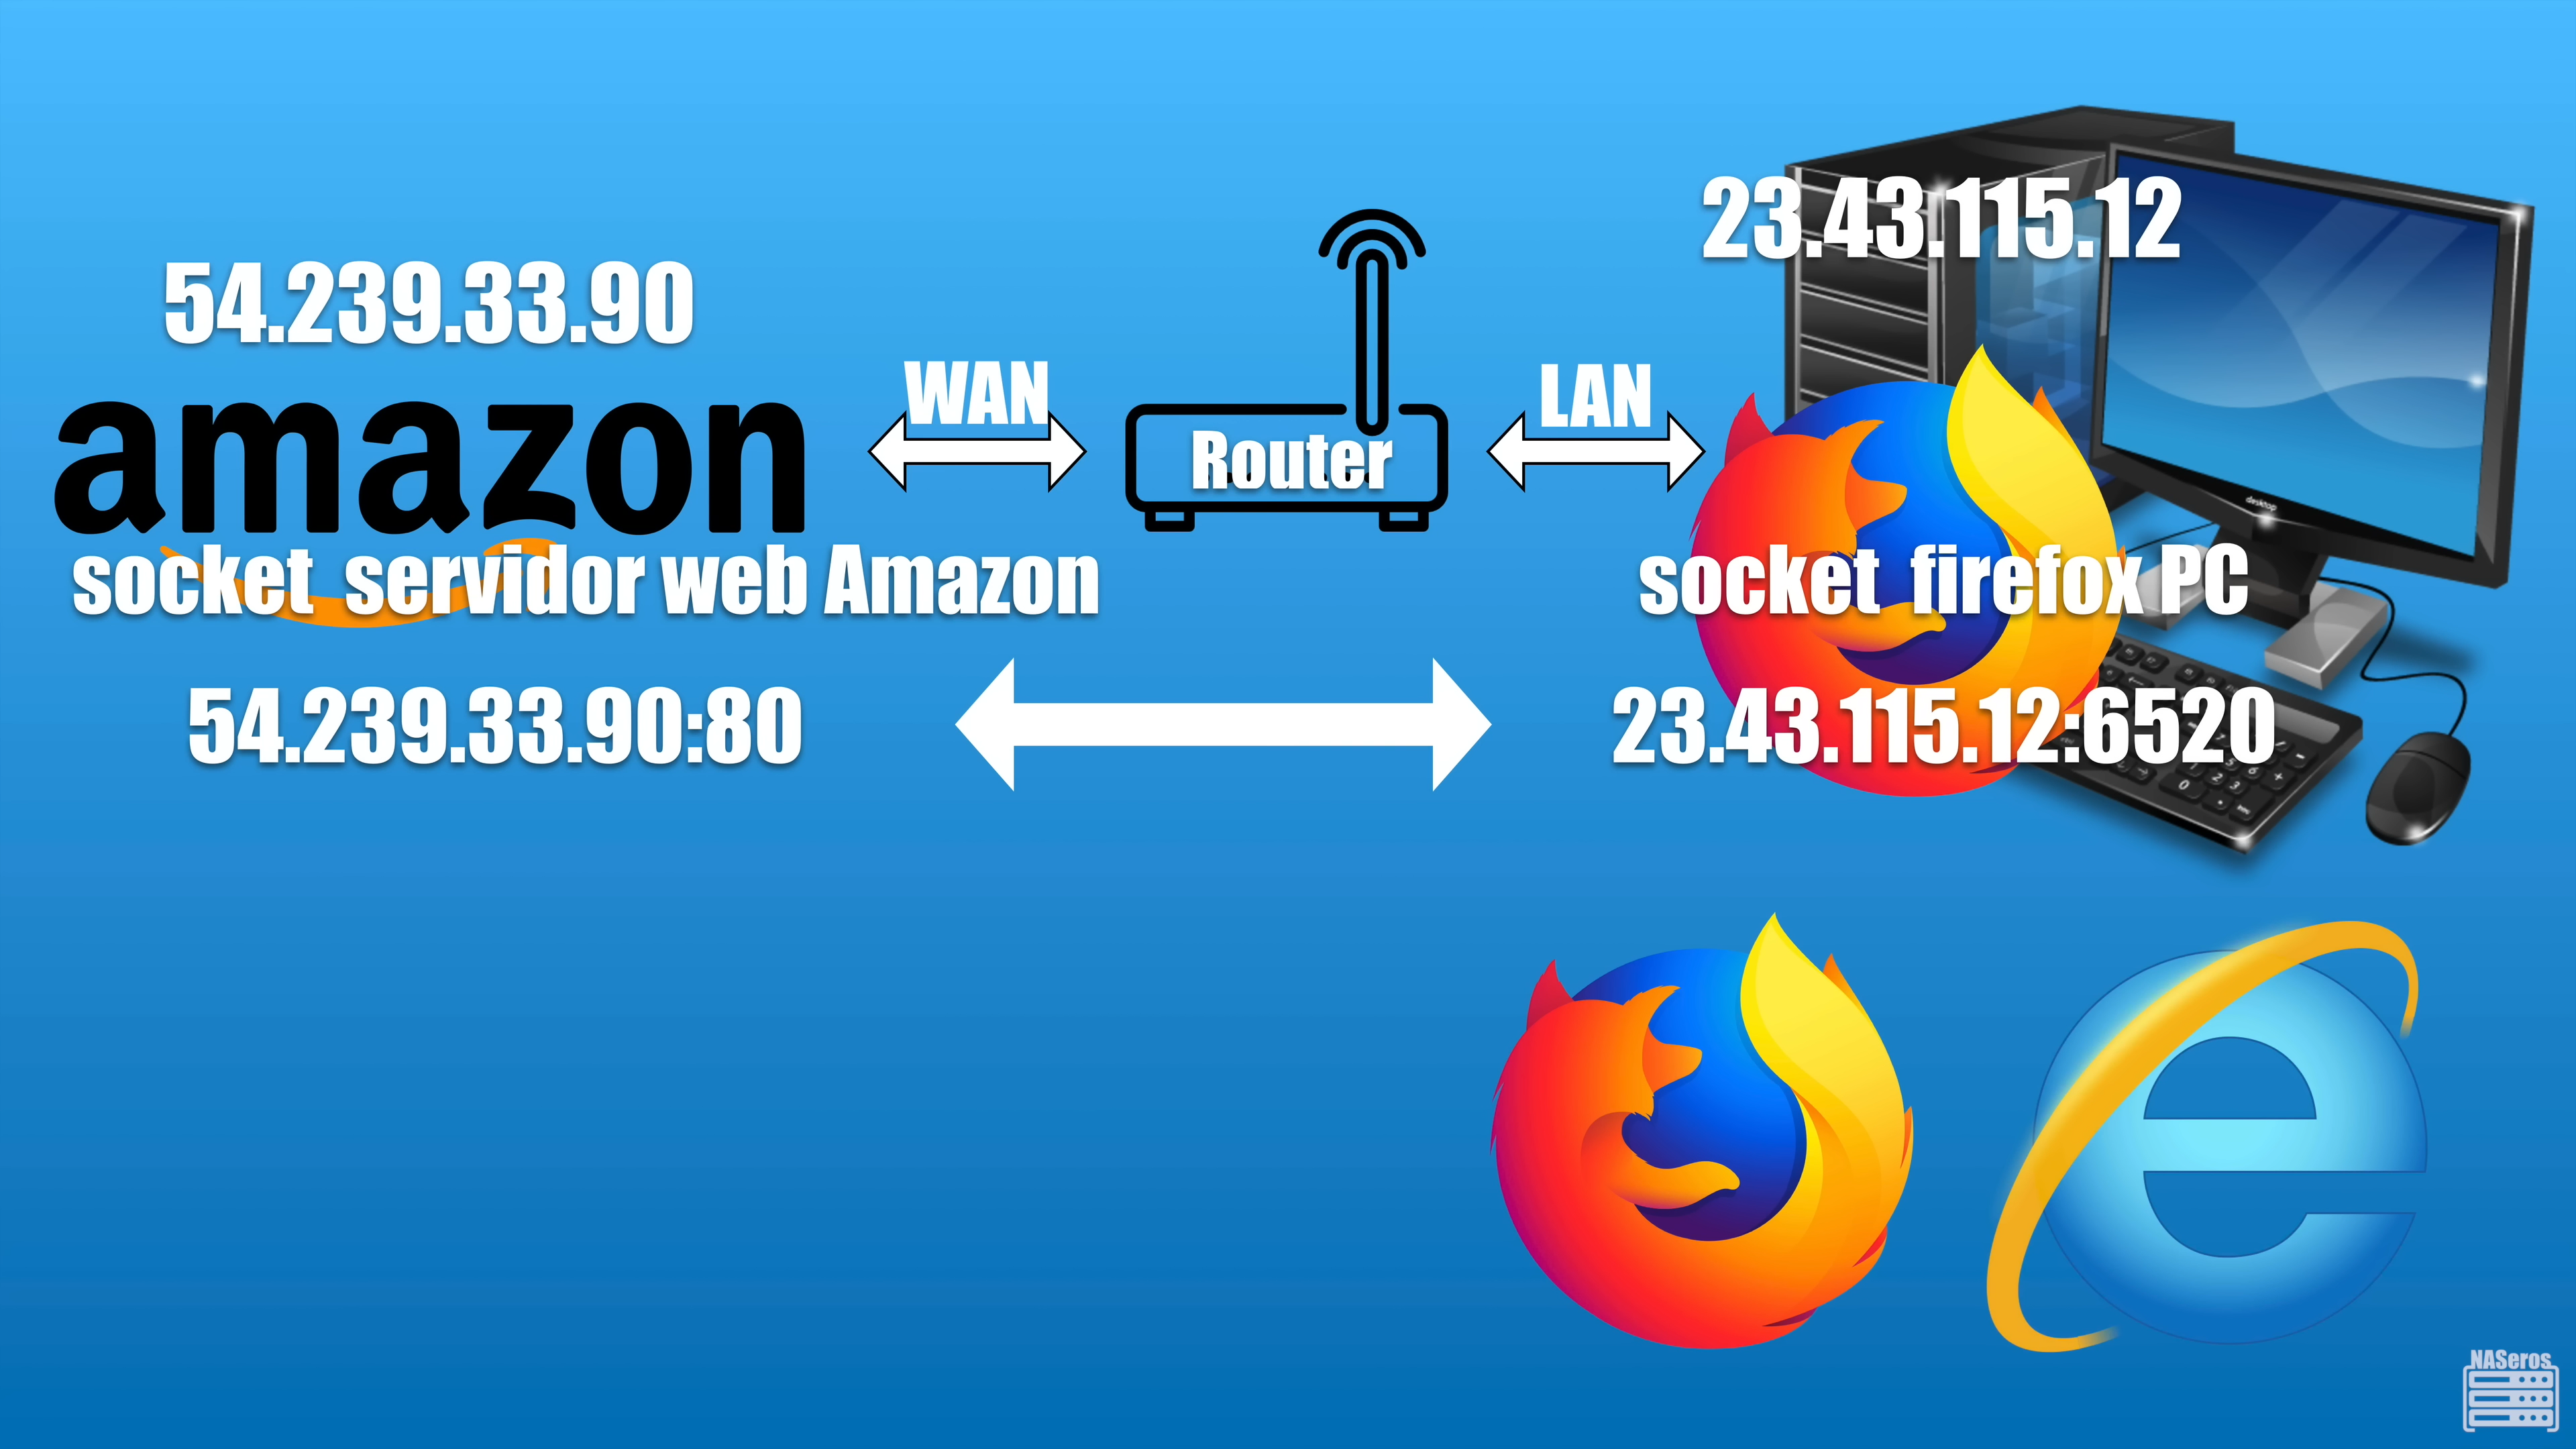 23.43.115.12
54.239.33.90
amazon
WAN
Router
LAN
desktop
socket servidor web Amazon
socket firefox PC
54.239.33.90:80
23.43.115.12:6520
NASeros